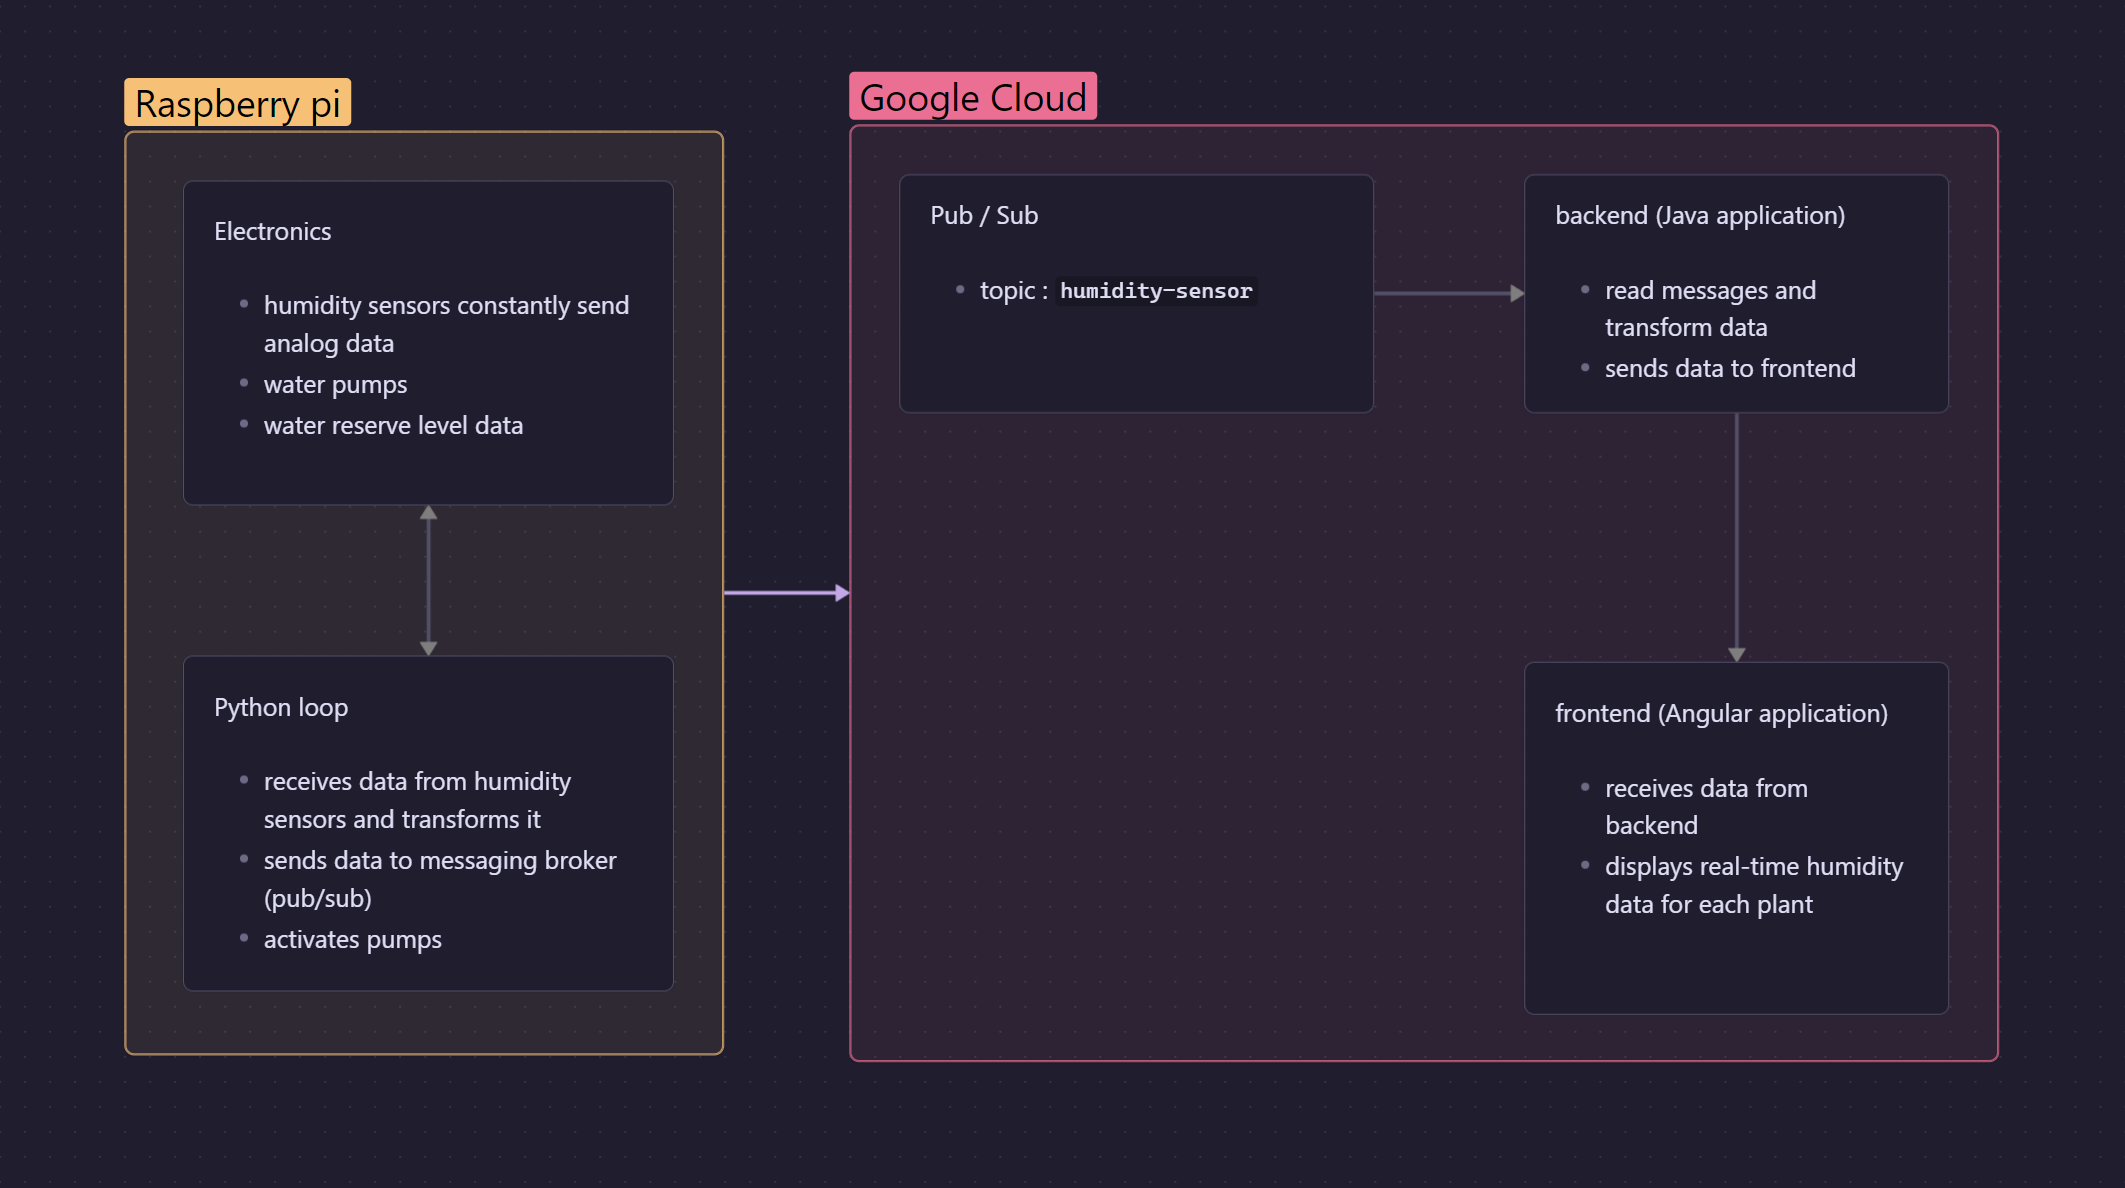 Raspberry pi
Electronics
humidity sensors constantly send
analog data
water pumps
water reserve level data
Python loop
receives data from humidity
sensors and transforms it
sends data to messaging broker
(pub/sub)
activates pumps
Google Cloud
Pub / Sub
topic : humidity-sensor
backend (Java application)
read messages and
transform data
sends data to frontend
frontend (Angular application)
receives data from
backend
displays real-time humidity
data for each plant